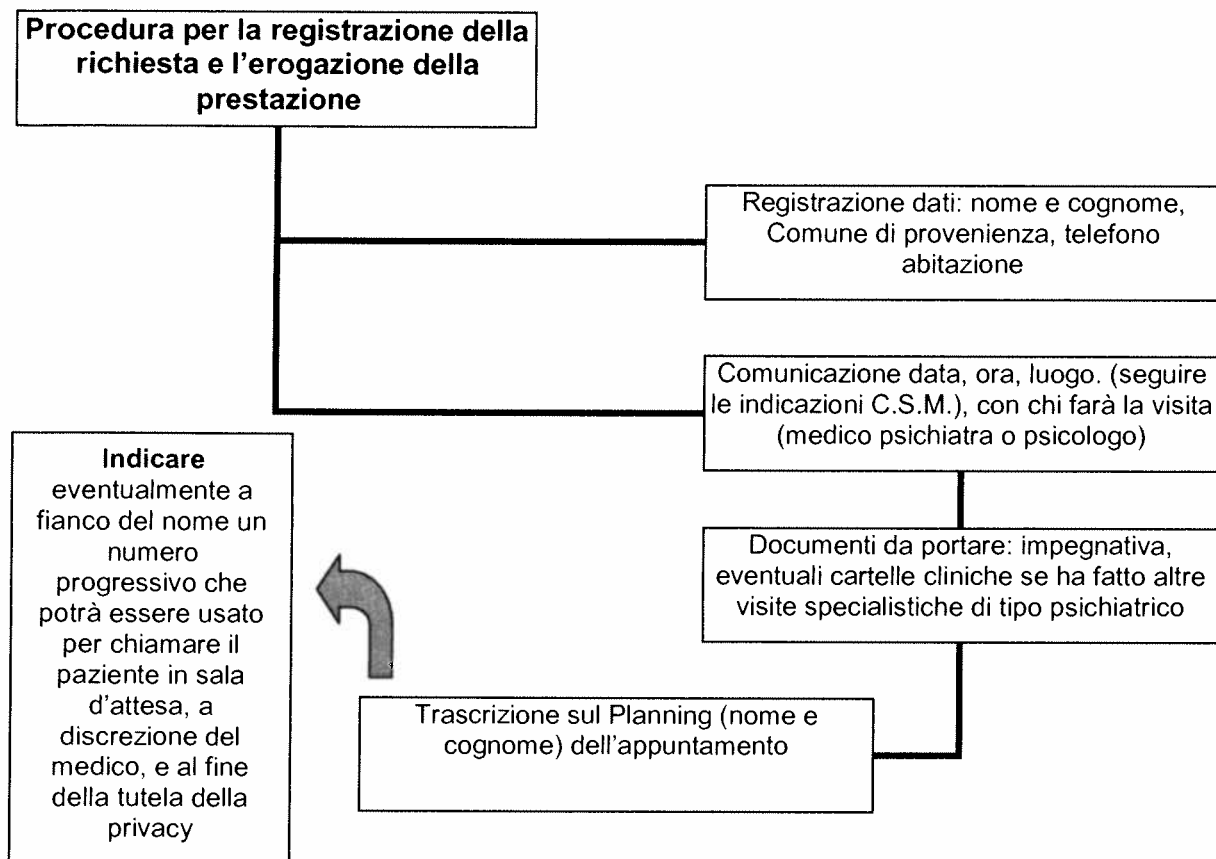 Procedura per la registrazione della
richiesta e l'erogazione della
prestazione
Registrazione dati: nome e cognome,
Comune di provenienza, telefono
abitazione
Comunicazione data, ora, luogo. (seguire
le indicazioni C.S.M.), con chi farà la visita
(medico psichiatra o psicologo)
Documenti da portare: impegnativa,
eventuali cartelle cliniche se ha fatto altre
visite specialistiche di tipo psichiatrico
Trascrizione sul Planning (nome e
cognome) dell'appuntamento
Indicare
eventualmente a
fianco del nome un
numero
progressivo che
potrà essere usato
per chiamare il
paziente in sala
d'attesa, a
discrezione del
medico, e al fine
della tutela della
privacy